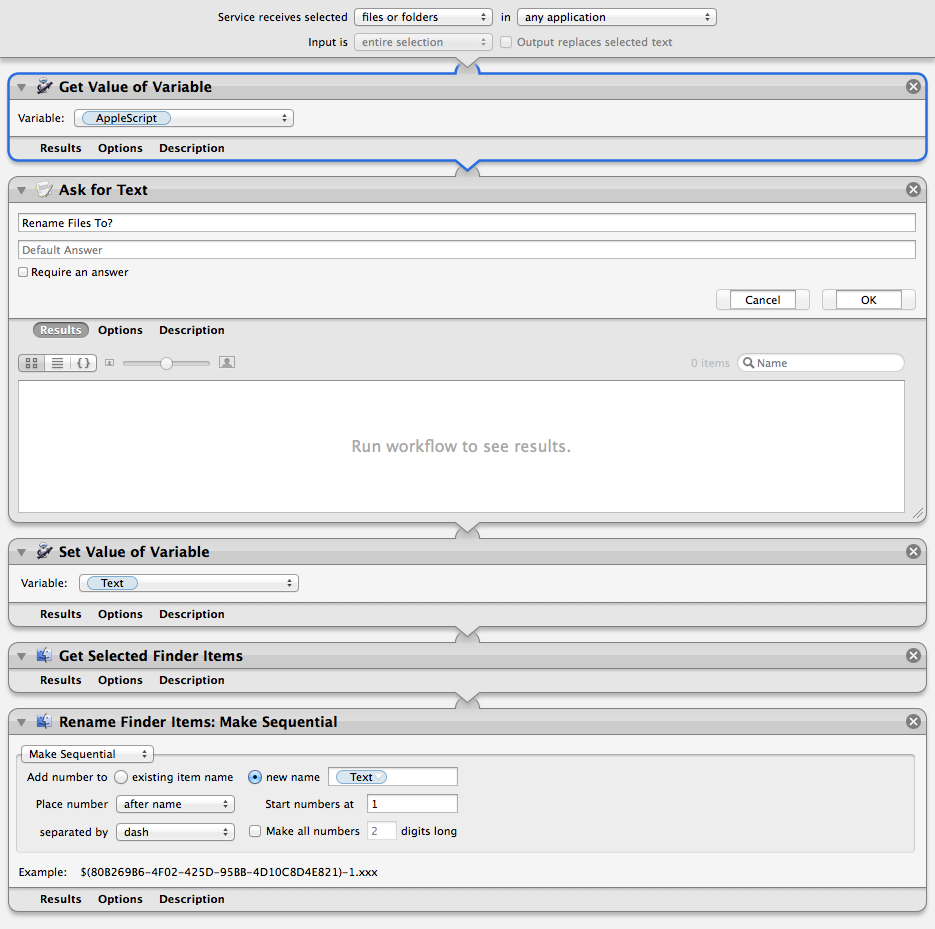 Service receives selected files or folders in any application
Input is entire selection Output replaces selected text
Get Value of Variable
Variable: AppleScript
Results Options Description
Ask for Text
Rename Files To?
Default Answer
Require an answer
Cancel OK
Results Options Description
0 items Name
Run workflow to see results.
Set Value of Variable
Variable: Text
Results Options Description
Get Selected Finder Items
Results Options Description
Rename Finder Items: Make Sequential
Make Sequential
Add number to existing item name new name Text
Place number after name Start numbers at 1
separated by dash Make all numbers 2 digits long
Example: $(80B269B6-4F02-425D-95BB-4D10C8D4E821)-1.xxx
Results Options Description